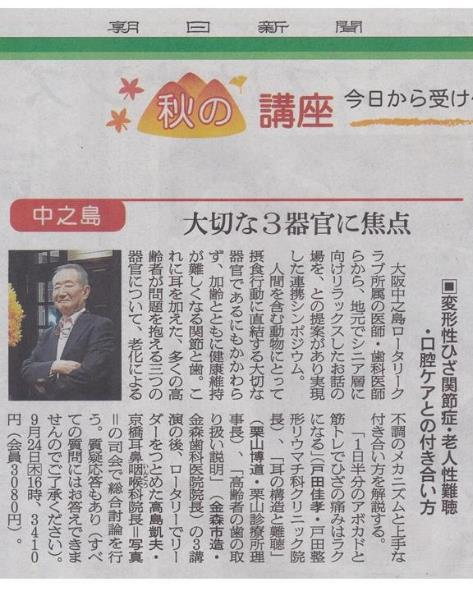 朝日新聞
秋の 講座 今日から受け
中之島
大切な3器官に焦点
■変形性ひざ関節症・老人性難聴
・口腔ケアとの付き合い方
大阪中之島ロータリーク
ラブ所属の医師・歯科医師
らから、地元でシニア層に
向けリラックスしたお話の
場を、との提案があり実現
した連携シンポジウム。
人間を含む動物にとって
摂食行動に直結する大切な
器官であるにもかかわら
ず、加齢とともに健康維持
が難しくなる関節と歯。こ
れに耳を加えた、多くの高
齢者が問題を抱える三つの
器官について、老化による
不調のメカニズムと上手な
付き合い方を解説する。
「1日半分のアボカドと
筋トレでひざの痛みはラク
になる」(戸田佳孝・戸田整
形リウマチ科クリニック院
長)、「耳の構造と難聴」
(栗山博道・栗山診療所理
事長)、「高齢者の歯の取
り扱い説明」(金森市造・
金森歯科医院院長)の3講
演の後、ロータリーでリー
ダーをつとめた高島凱夫・
京橋耳鼻咽喉科院長=写真
=の司会で総合討論を行
う。質疑応答もあり(すべ
ての質問にはお答えできま
せんのでご了承ください)。
9月24日㊍16時、3410
円(会員3080円)。